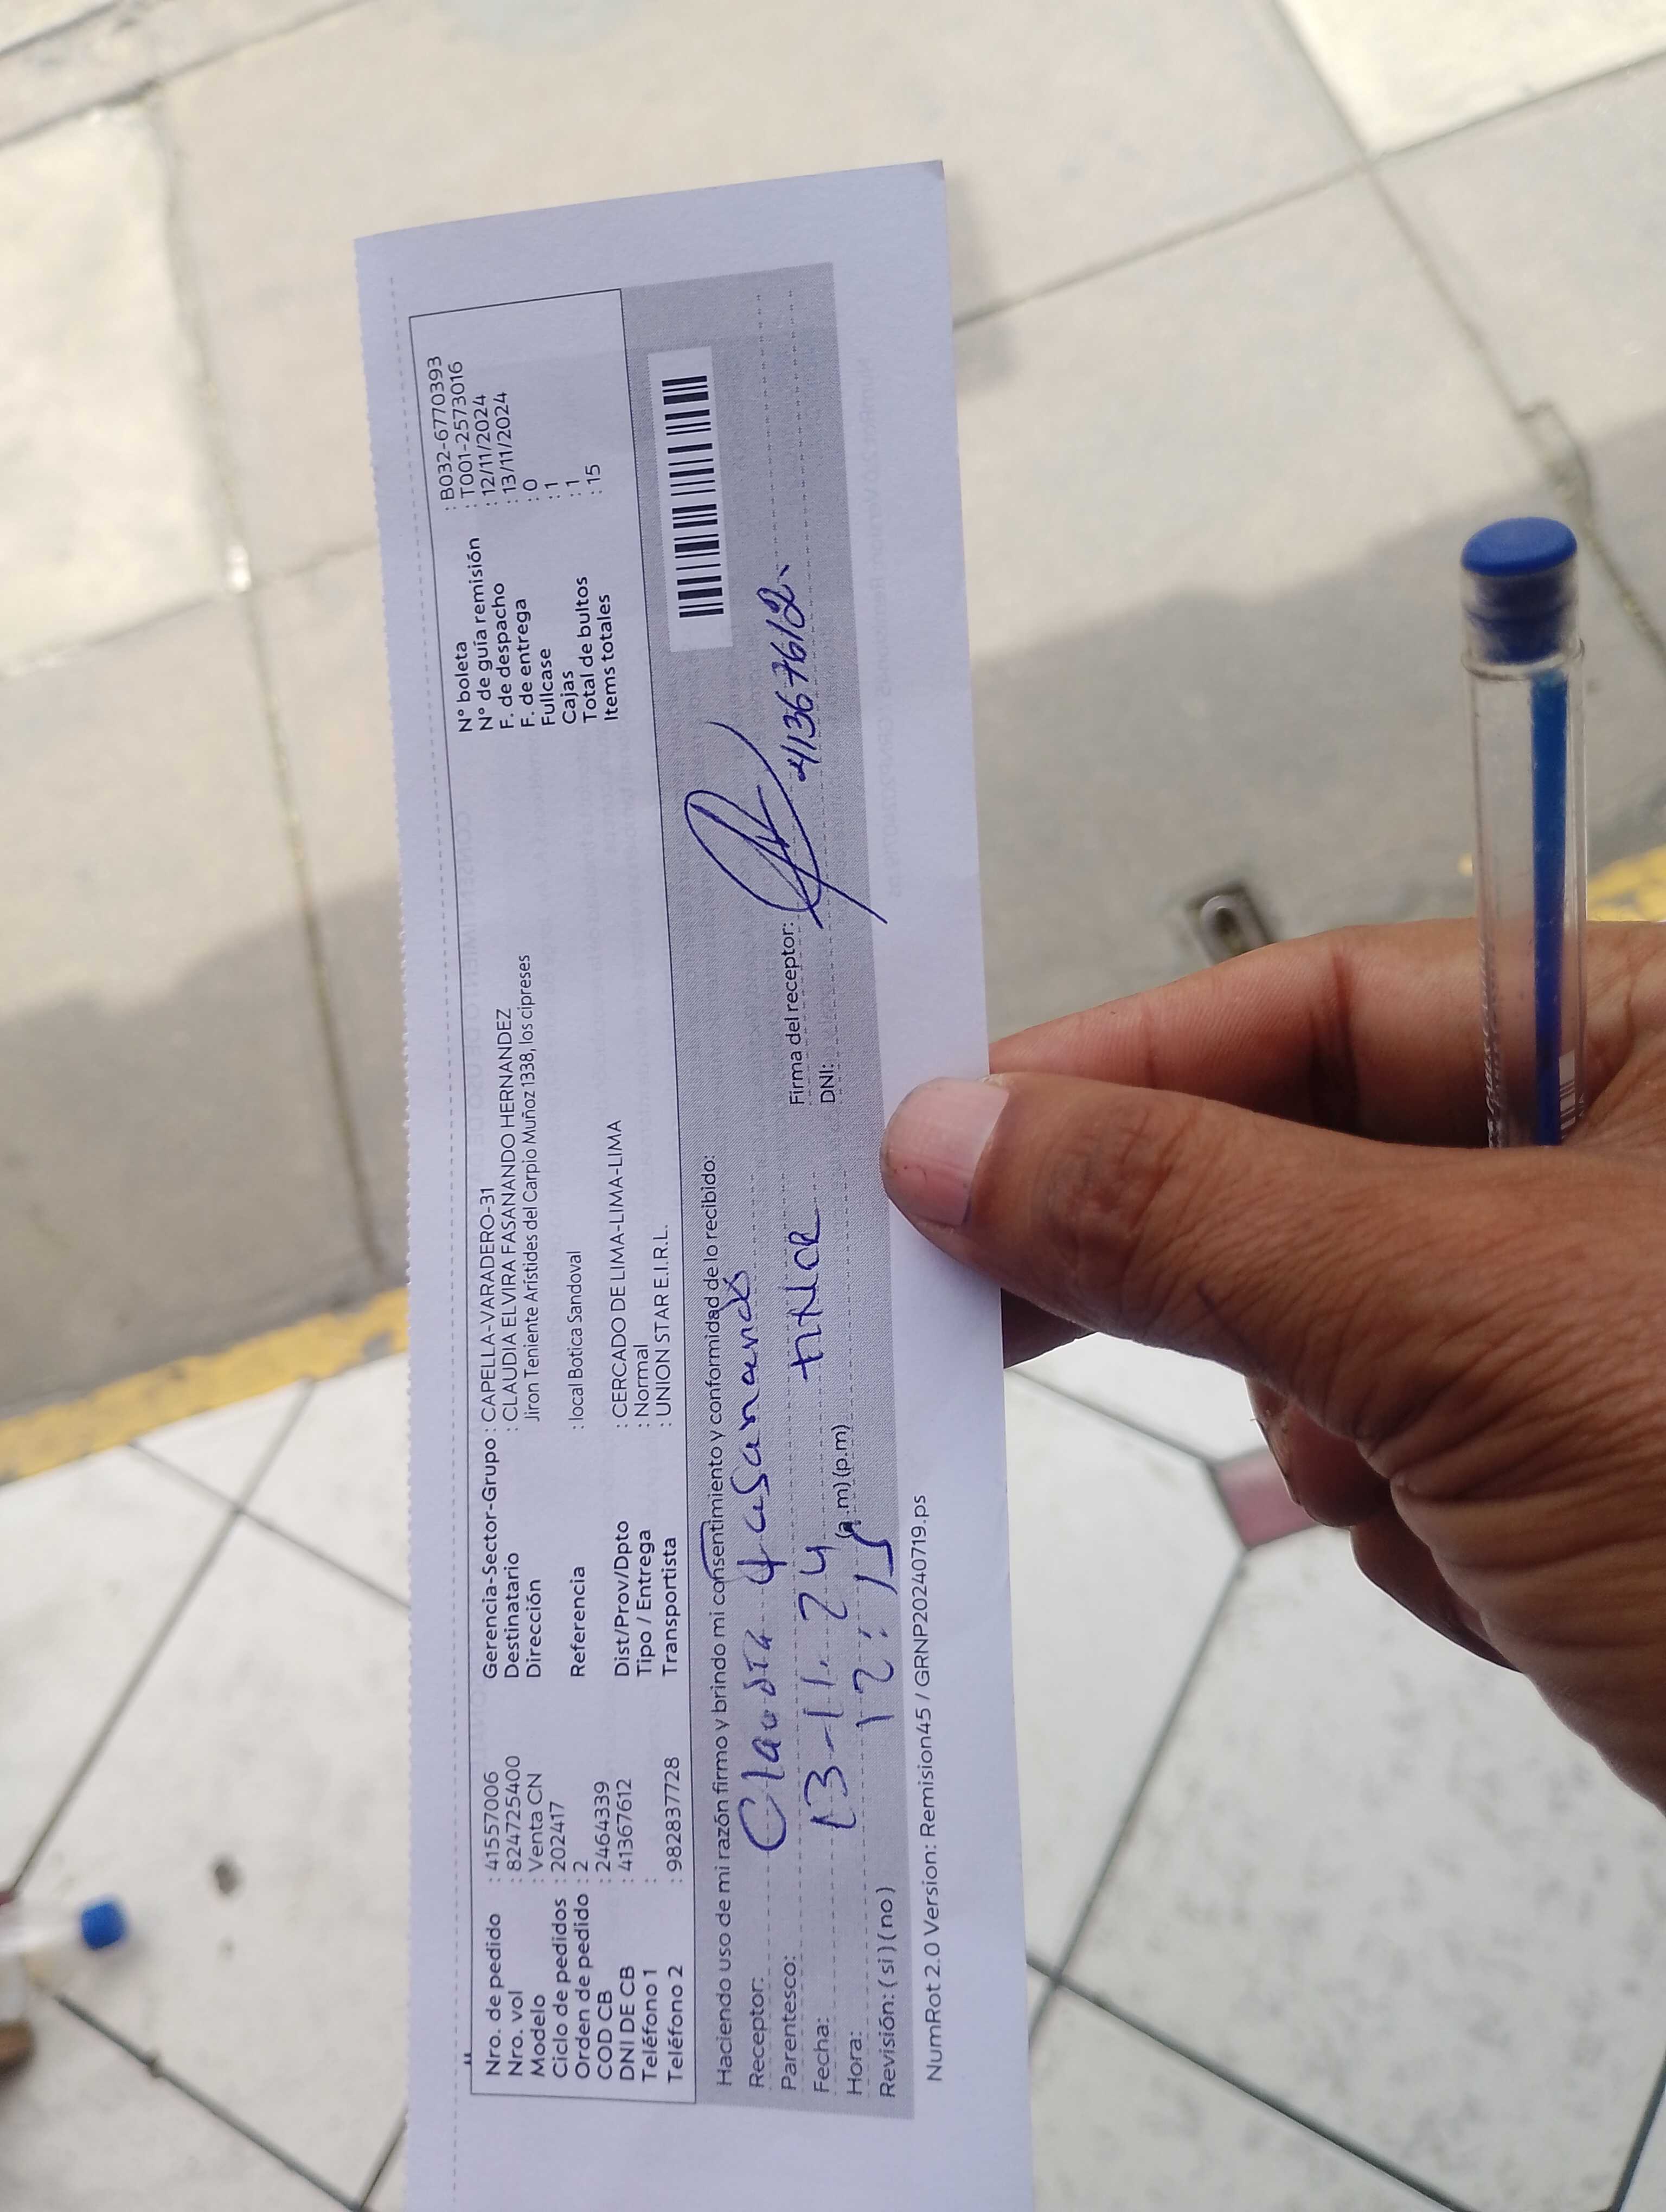 Nro. de pedido : 41557006
Nro. vol : 8247725400
Modelo : Venta CN
Ciclo de pedidos : 202417
Orden de pedido : 2
COD CB : 24643​39
DNI DE CB : 41367612
Teléfono 1 :
Teléfono 2 : 982837728
Gerencia-Sector-Grupo : CAPELLA-VARADERO-31
Destinatario : CLAUDIA ELVIRA FASANANDO HERNANDEZ
Dirección Jiron Teniente Arístides del Carpio Muñoz 1338, los cipreses
Referencia : local Botica Sandoval
Dist/Prov/Dpto : CERCADO DE LIMA-LIMA-LIMA
Tipo / Entrega : Normal
Transportista : UNION STAR E.I.R.L.
N° boleta : B032-6770393
N° de guía remisión : T001-2573016
F. de despacho : 12/11/2024
F. de entrega : 13/11/2024
Fullcase : 0
Cajas : 1
Total de bultos : 1
Items totales : 15
Haciendo uso de mi razón firmo y brindo mi consentimiento y conformidad de lo recibido:
Receptor: Claudia Fasanando
Parentesco:
Fecha: 13-11. 24
Hora: 12:15 (a.m) (p.m)
Revisión: ( si ) ( no )
Firma del receptor:
DNI: 41367612
NumRot 2.0 Version: Remision45 / GRNP20240719.ps